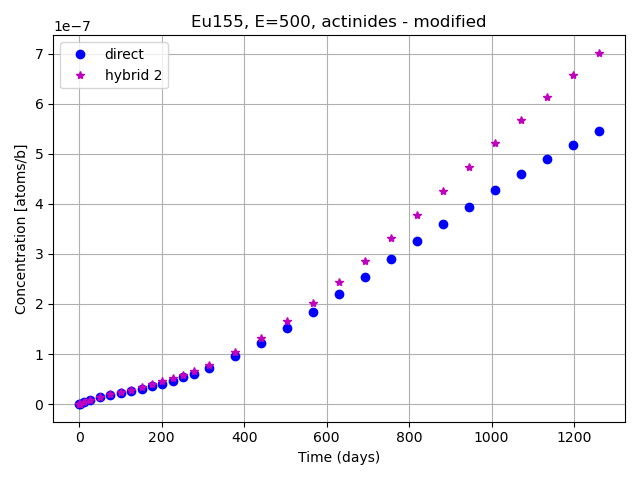 Eu155, E=500, actinides - modified
1e−7
direct
hybrid 2
7
6
5
4
3
2
1
0
Concentration [atoms/b]
0 200 400 600 800 1000 1200
Time (days)